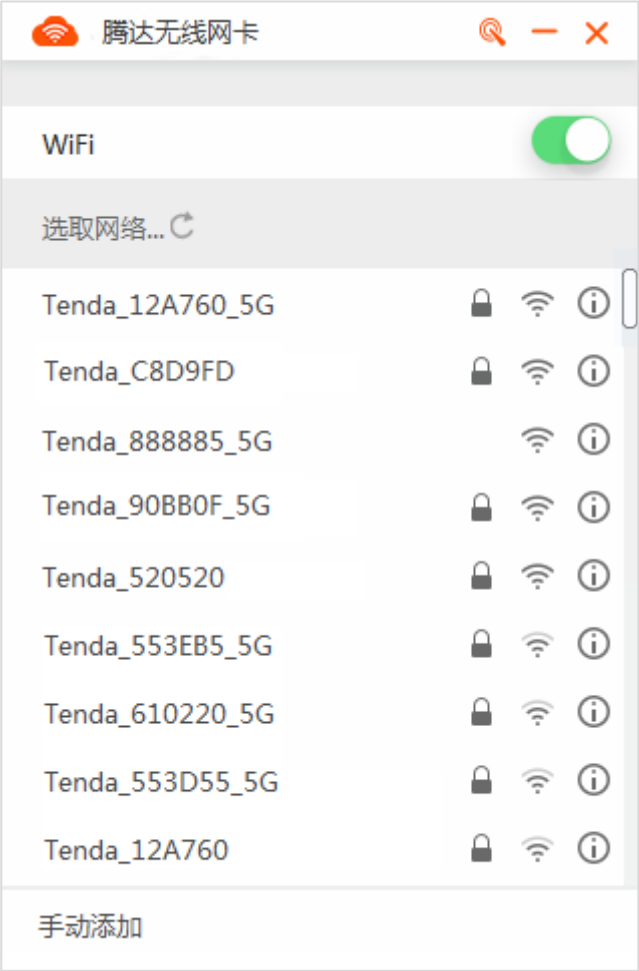 腾达无线网卡
WiFi
选取网络...
Tenda_12A760_5G
Tenda_C8D9FD
Tenda_888885_5G
Tenda_90BB0F_5G
Tenda_520520
Tenda_553EB5_5G
Tenda_610220_5G
Tenda_553D55_5G
Tenda_12A760
手动添加